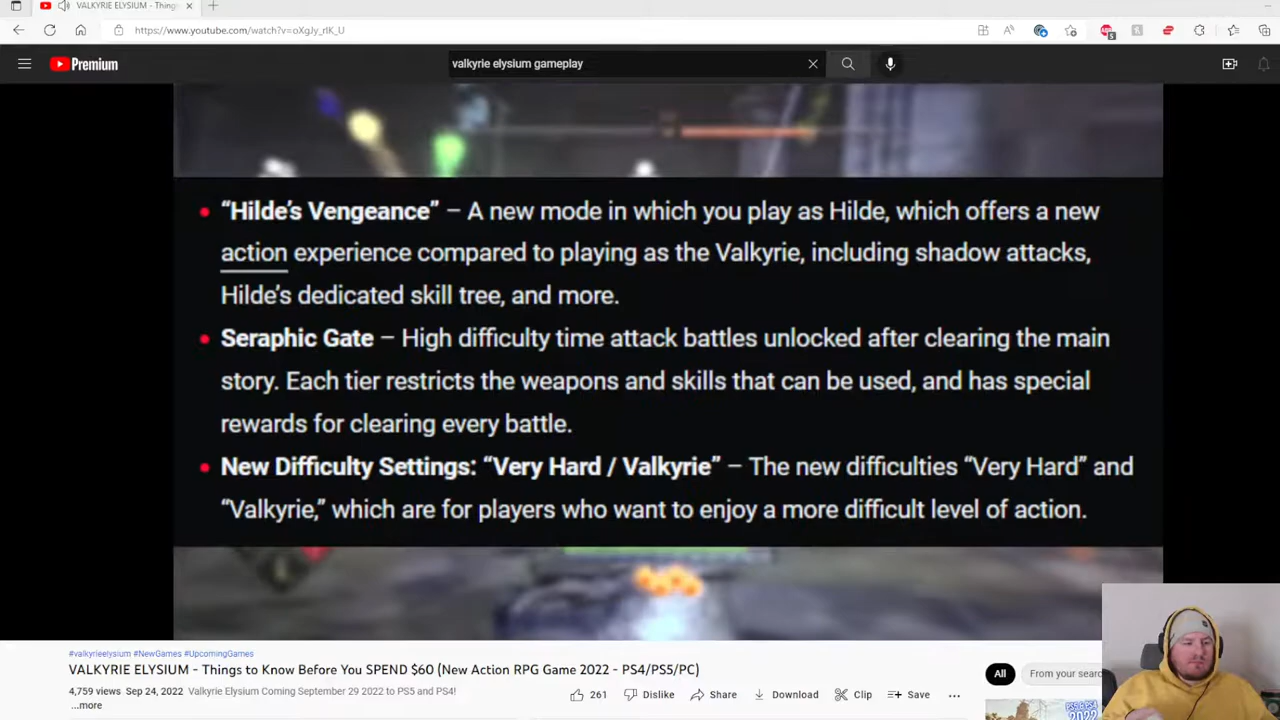 VALKYRIE ELYSIUM - Thing
https://www.youtube.com/watch?v=oXgJy_rIK_U
Premium
valkyrie elysium gameplay
“Hilde’s Vengeance” – A new mode in which you play as Hilde, which offers a new
action experience compared to playing as the Valkyrie, including shadow attacks,
Hilde’s dedicated skill tree, and more.
Seraphic Gate – High difficulty time attack battles unlocked after clearing the main
story. Each tier restricts the weapons and skills that can be used, and has special
rewards for clearing every battle.
New Difficulty Settings: “Very Hard / Valkyrie” – The new difficulties “Very Hard” and
“Valkyrie,” which are for players who want to enjoy a more difficult level of action.
#valkyrieelysium #NewGames #UpcomingGames
VALKYRIE ELYSIUM - Things to Know Before You SPEND $60 (New Action RPG Game 2022 - PS4/PS5/PC)
4,759 views Sep 24, 2022 Valkyrie Elysium Coming September 29 2022 to PS5 and PS4!
...more
261 Dislike Share Download Clip Save ...
All From your sear
PS5 & PS4
2022